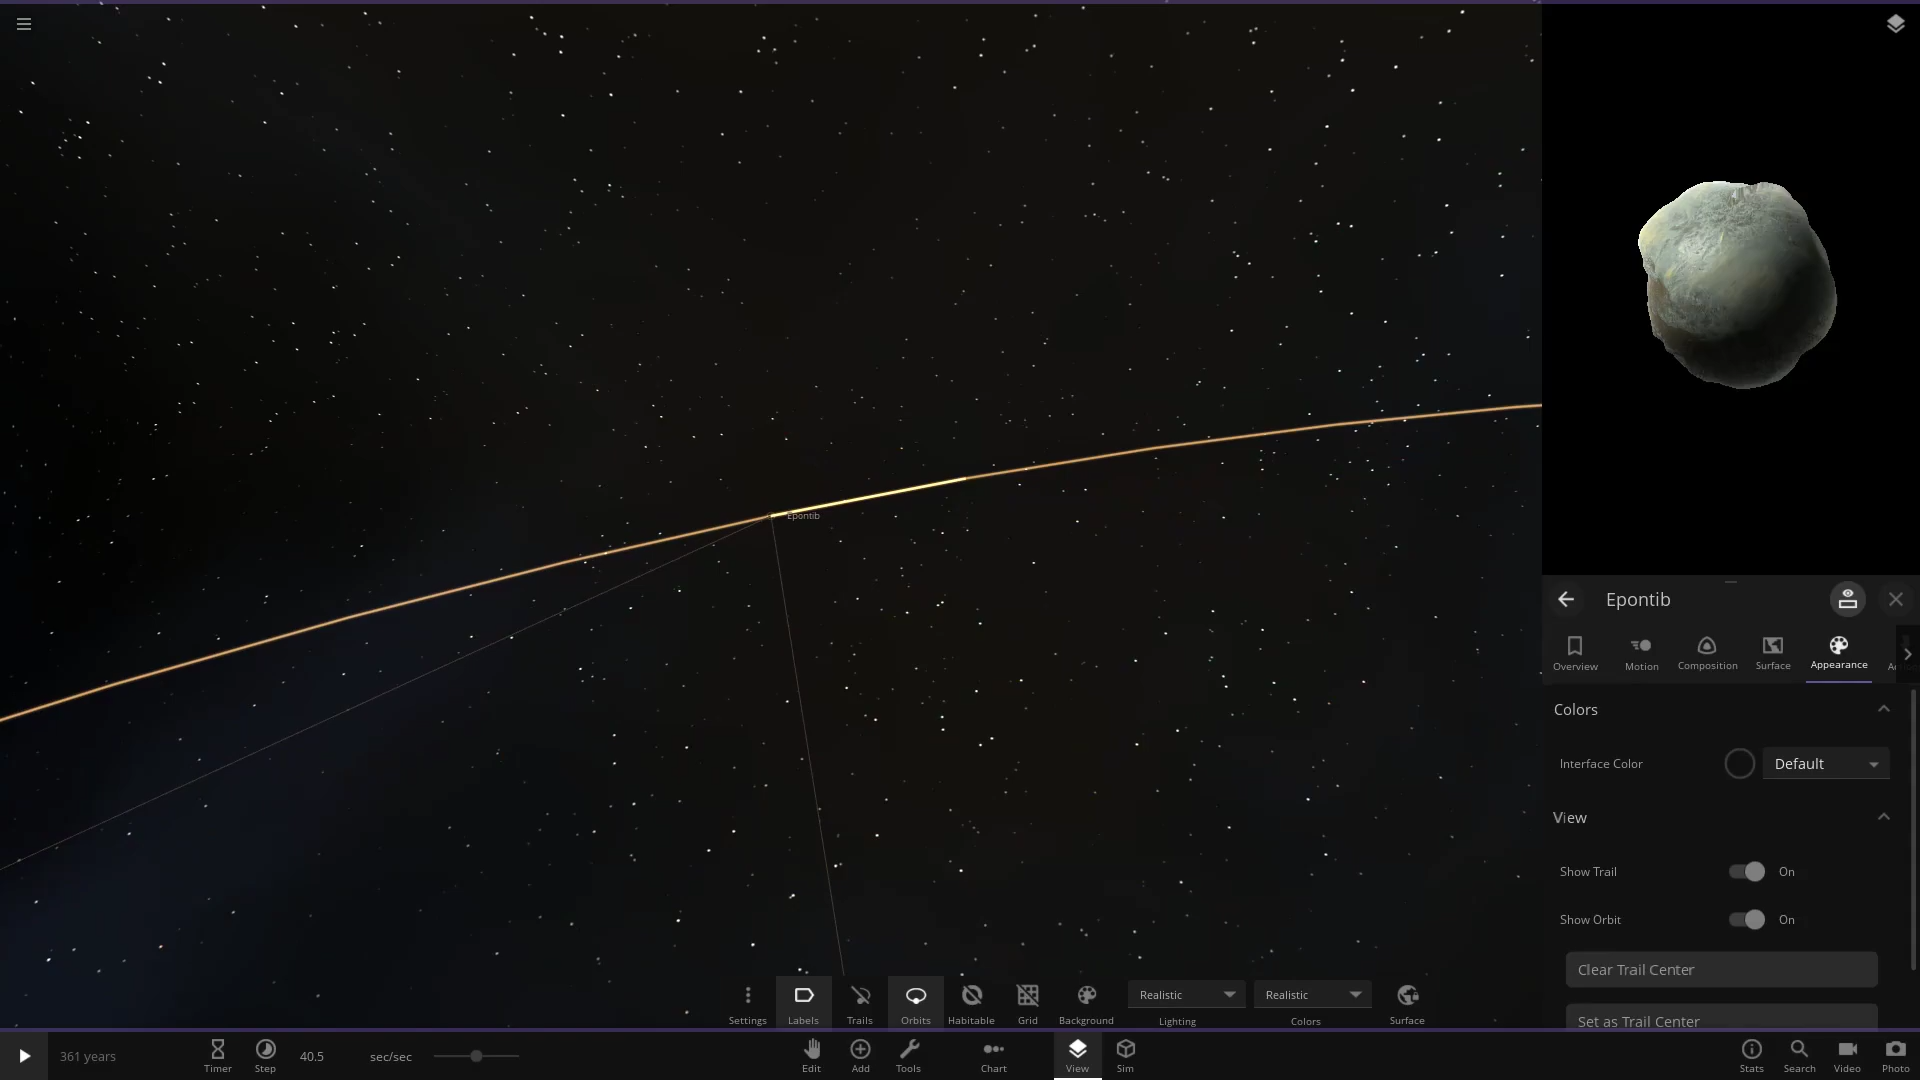 Epontib
Epontib
Overview
Motion
Composition
Surface
Appearance
Colors
Interface Color
Default
View
Show Trail
On
Show Orbit
On
Clear Trail Center
Set as Trail Center
Settings
Labels
Trails
Orbits
Habitable
Grid
Background
Realistic
Lighting
Realistic
Colors
Surface
361 years
Timer
Step
40.5
sec/sec
Edit
Add
Tools
Chart
View
Sim
Stats
Search
Video
Photo